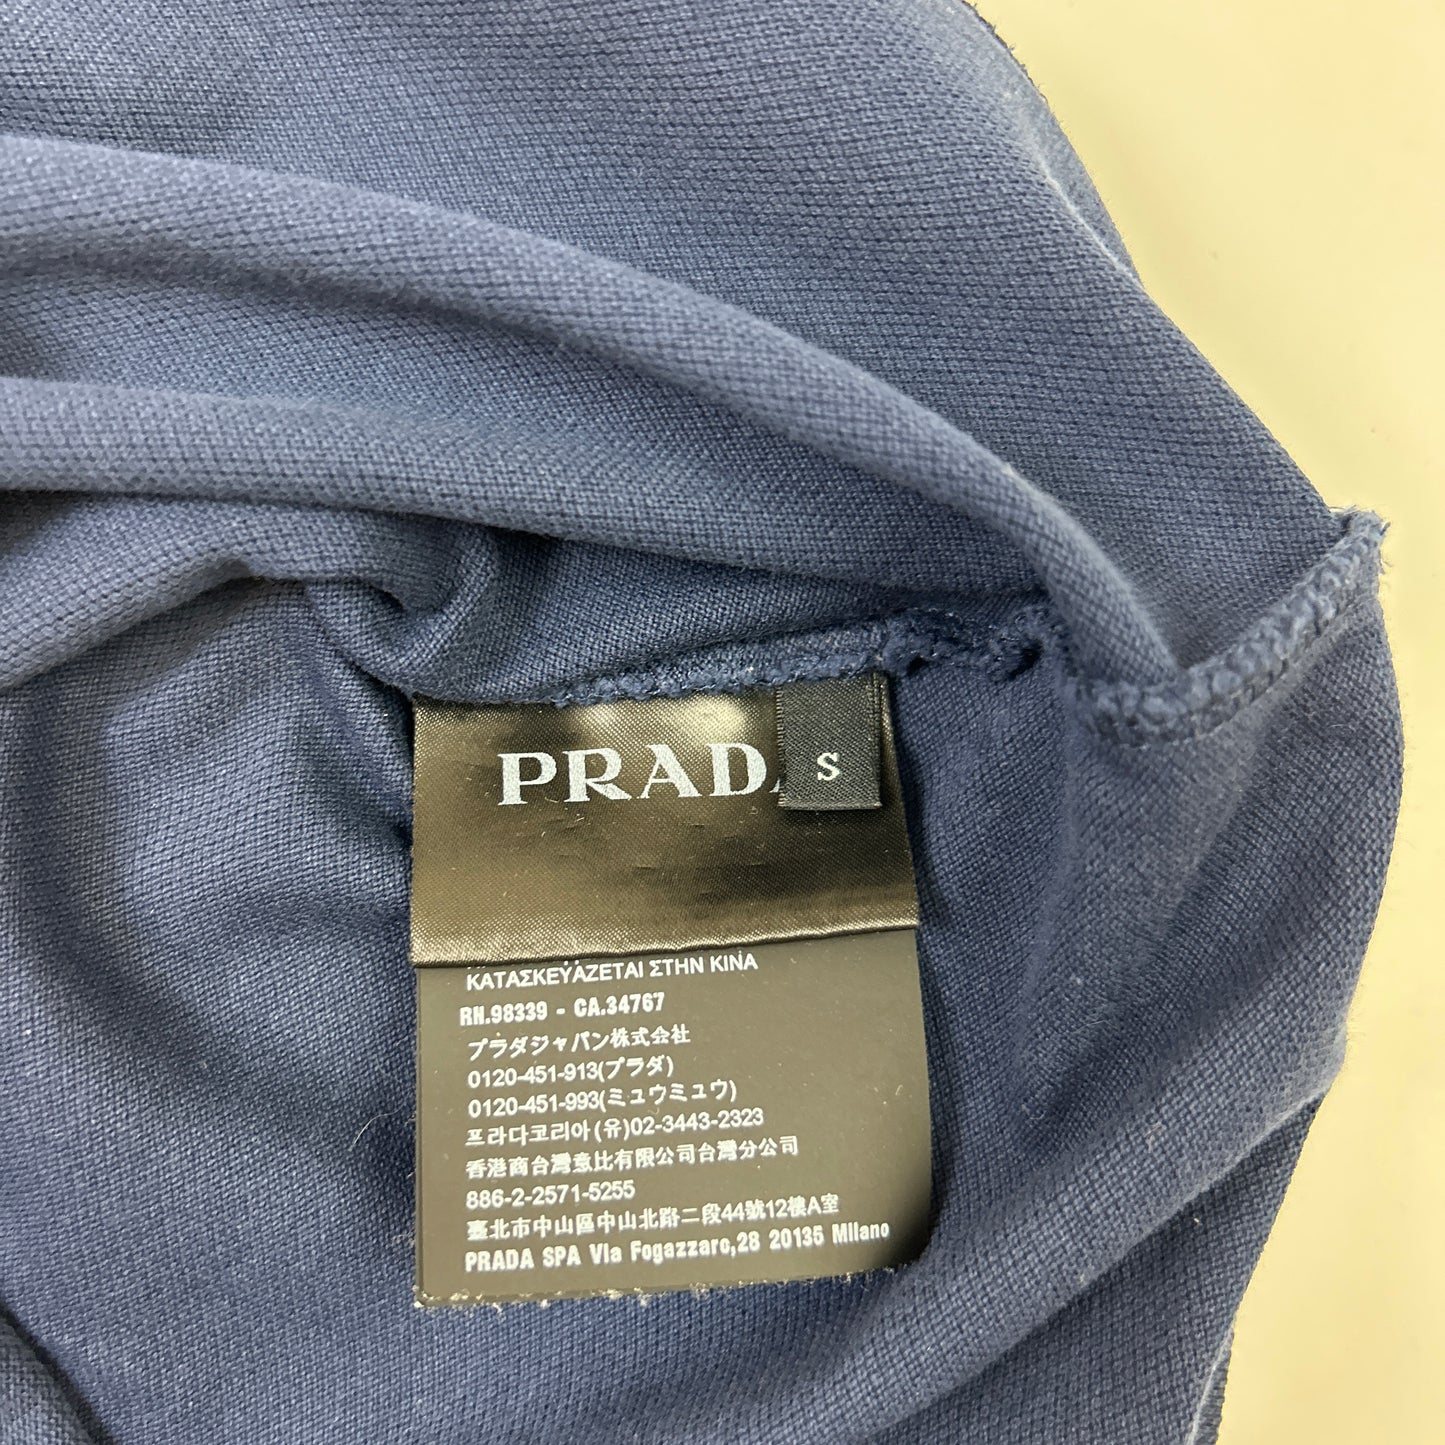 PRADA
S
ΚΑΤΑΣΚΕΥΑΖΕΤΑΙ ΣΤΗΝ ΚΙΝΑ
RN.98339 - CA.34767
プラダジャパン株式会社
0120-451-913(プラダ)
0120-451-993(ミュウミュウ)
프라다코리아(유)02-3443-2323
香港商台灣意比有限公司台灣分公司
886-2-2571-5255
臺北市中山區中山北路二段44號12樓A室
PRADA SPA Via Fogazzaro,28 20135 Milano